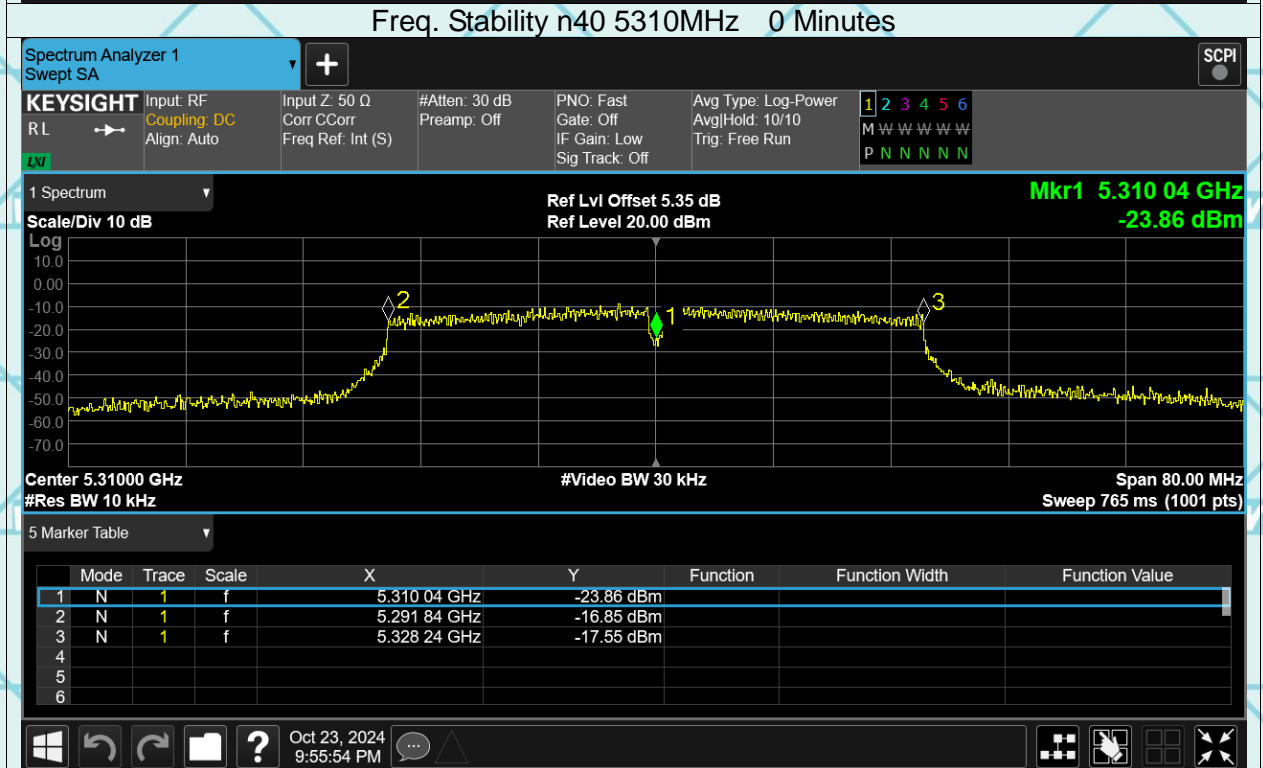 Freq. Stability n40 5310MHz 0 Minutes
Spectrum Analyzer 1
Swept SA
+
SCPI
KEYSIGHT
RL
LXI
Input: RF
Coupling: DC
Align: Auto
Input Z: 50 Ω
Corr CCorr
Freq Ref: Int (S)
#Atten: 30 dB
Preamp: Off
PNO: Fast
Gate: Off
IF Gain: Low
Sig Track: Off
Avg Type: Log-Power
Avg|Hold: 10/10
Trig: Free Run
1 2 3 4 5 6
M W W W W W
P N N N N N
1 Spectrum
Scale/Div 10 dB
Ref Lvl Offset 5.35 dB
Ref Level 20.00 dBm
Mkr1 5.310 04 GHz
-23.86 dBm
Log
10.0
0.00
-10.0
-20.0
-30.0
-40.0
-50.0
-60.0
-70.0
2
1
3
Center 5.31000 GHz
#Video BW 30 kHz
Span 80.00 MHz
#Res BW 10 kHz
Sweep 765 ms (1001 pts)
5 Marker Table
Mode Trace Scale X Y Function Function Width Function Value
1 N 1 f 5.310 04 GHz -23.86 dBm
2 N 1 f 5.291 84 GHz -16.85 dBm
3 N 1 f 5.328 24 GHz -17.55 dBm
4
5
6
?
Oct 23, 2024
9:55:54 PM